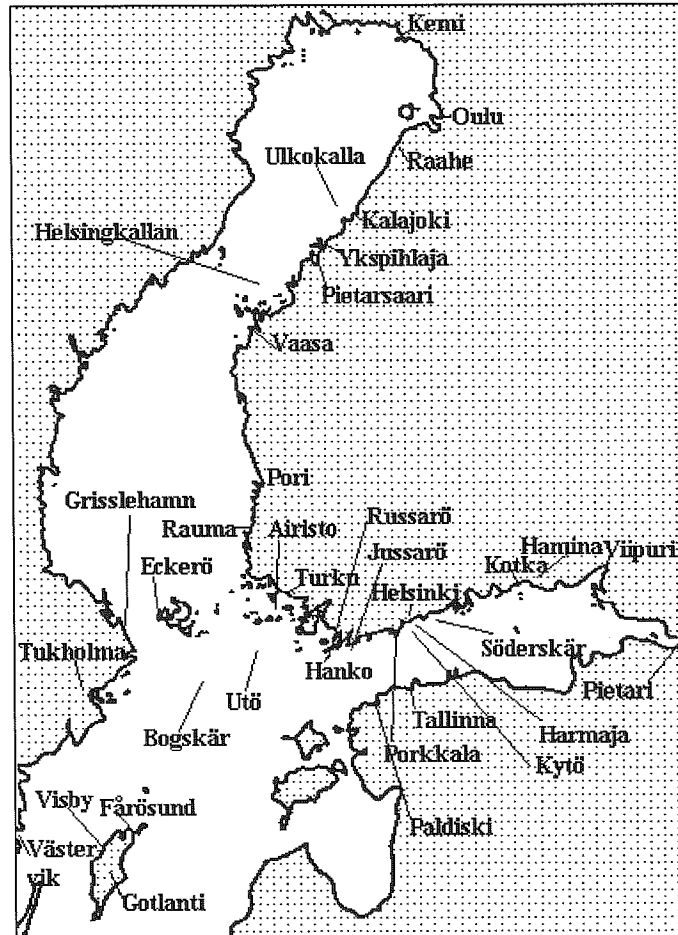 Kemi
Oulu
Ulkokalla
Raahe
Kalajoki
Helsingkallan
Ykspihlaja
Pietarsaari
Vaasa
Pori
Grisslehamn
Rauma
Airisto
Russarö
Jussarö
Hamina
Viipuri
Kotka
Eckerö
Turku
Helsinki
Tukholma
Söderskär
Hanko
Pietari
Utö
Tallinna
Bogskär
Harmaja
Porkkala
Kytö
Visby
Fårösund
Paldiski
Väster
vik
Gotlanti